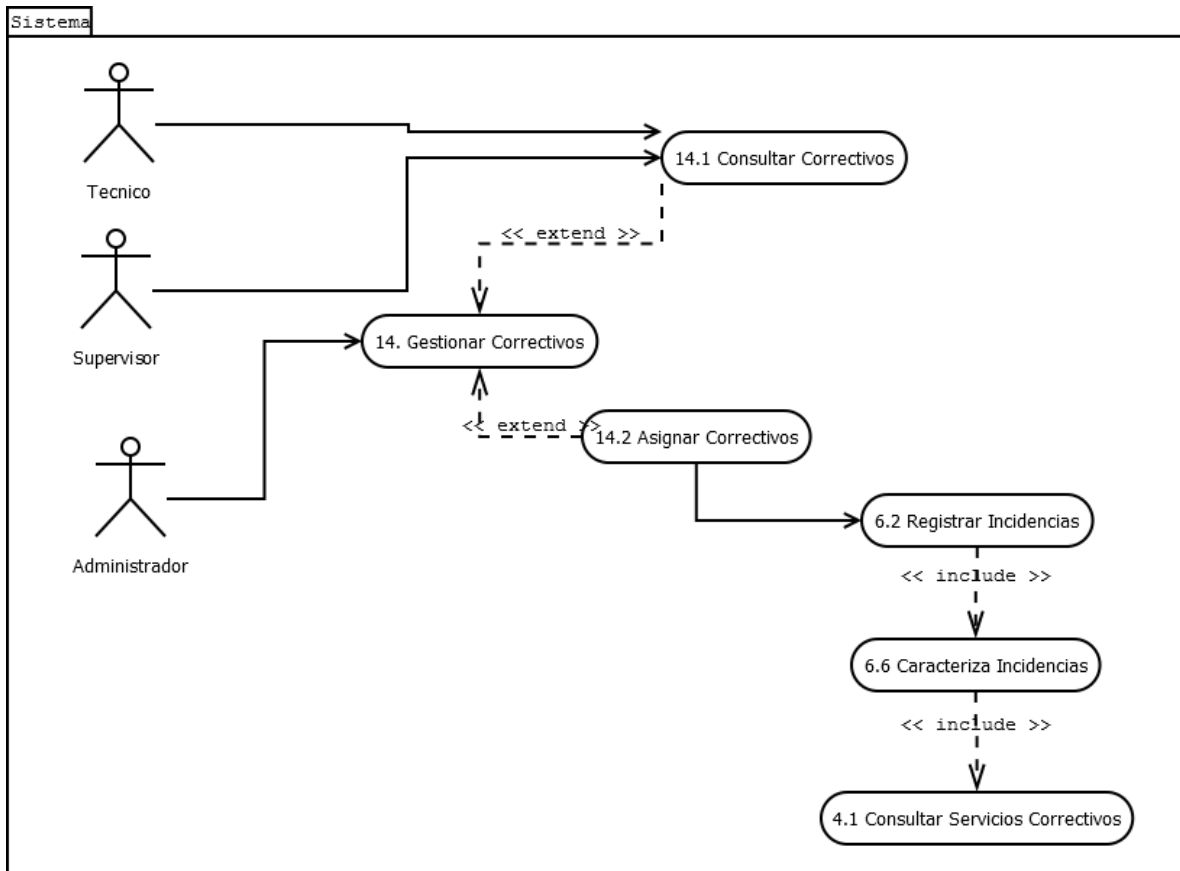 Sistema
Tecnico
14.1 Consultar Correctivos
<< extend >>
Supervisor
14. Gestionar Correctivos
<< extend >>
14.2 Asignar Correctivos
Administrador
6.2 Registrar Incidencias
<< include >>
6.6 Caracteriza Incidencias
<< include >>
4.1 Consultar Servicios Correctivos